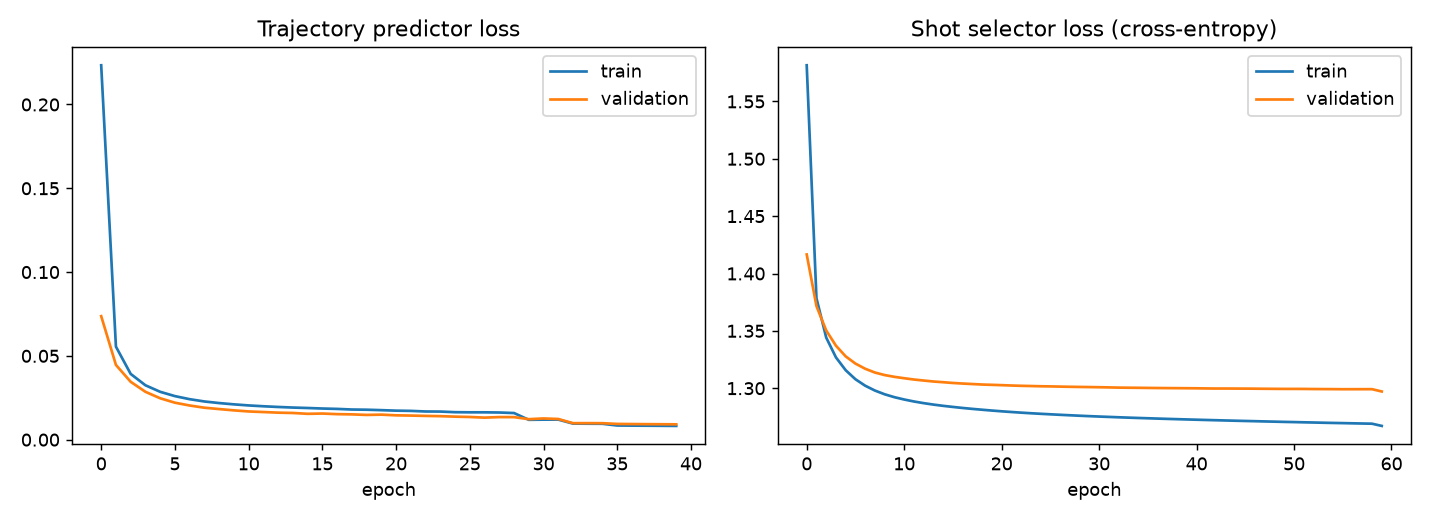 Trajectory predictor loss
train
validation
0.20
0.15
0.10
0.05
0.00
0 5 10 15 20 25 30 35 40
epoch
Shot selector loss (cross-entropy)
train
validation
1.55
1.50
1.45
1.40
1.35
1.30
0 10 20 30 40 50 60
epoch